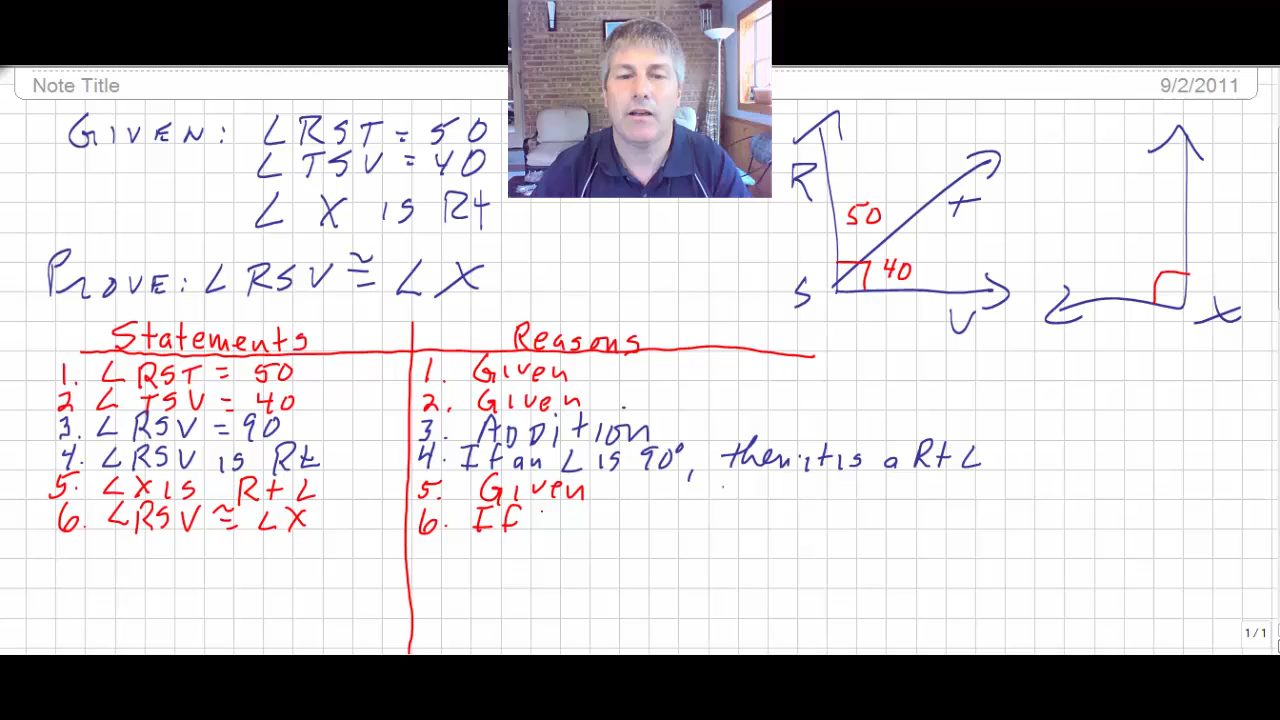 Note Title
9/2/2011
GIVEN: ∠ RST = 50
∠ TSV = 40
∠ X is Rt
PROVE: ∠ RSV ≅ ∠ X
R
50
T
40
S
V
X
Statements
Reasons
1. ∠ RST = 50
1. Given
2 ∠ TSV = 40
2. Given
3. ∠ RSV = 90
3. ADDition
4. ∠RSV is Rt
4. If an ∠ is 90°, then it is a Rt ∠
5. ∠X is Rt ∠
5. Given
6. ∠RSV ≅ ∠X
6. If
1 / 1